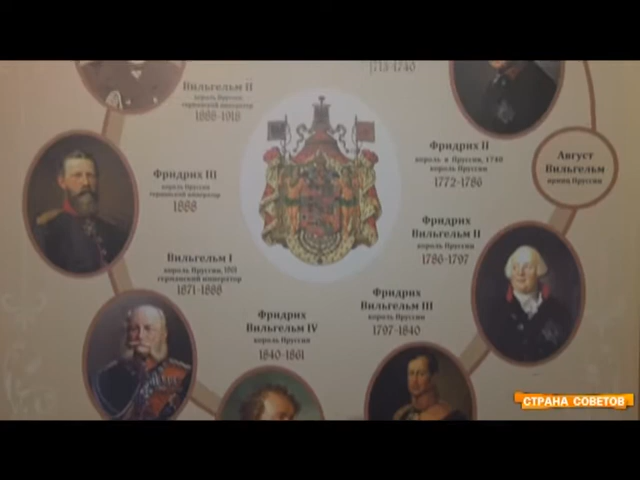 1713-1740
Вильгельм II
король Пруссии
германский император
1888-1918
Фридрих II
король в Пруссии, 1740
король Пруссии
1772-1786
Август
Вильгельм
принц Пруссии
Фридрих III
король Пруссии
германский император
1888
Фридрих
Вильгельм II
король Пруссии
1786-1797
Вильгельм I
король Пруссии, 1861
германский император
1871-1888
Фридрих
Вильгельм III
король Пруссии
1797-1840
Фридрих
Вильгельм IV
король Пруссии
1840-1861
СТРАНА СОВЕТОВ